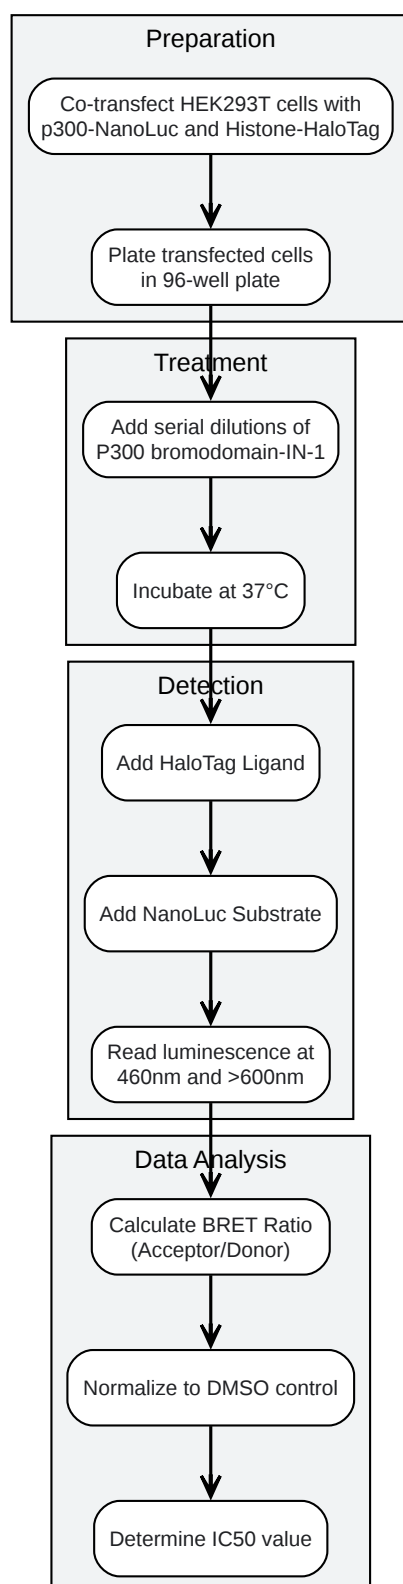 Preparation
Co-transfect HEK293T cells with
p300-NanoLuc and Histone-HaloTag
Plate transfected cells
in 96-well plate
Treatment
Add serial dilutions of
P300 bromodomain-IN-1
Incubate at 37°C
Detection
Add HaloTag Ligand
Add NanoLuc Substrate
Read luminescence at
460nm and >600nm
Data Analysis
Calculate BRET Ratio
(Acceptor/Donor)
Normalize to DMSO control
Determine IC50 value